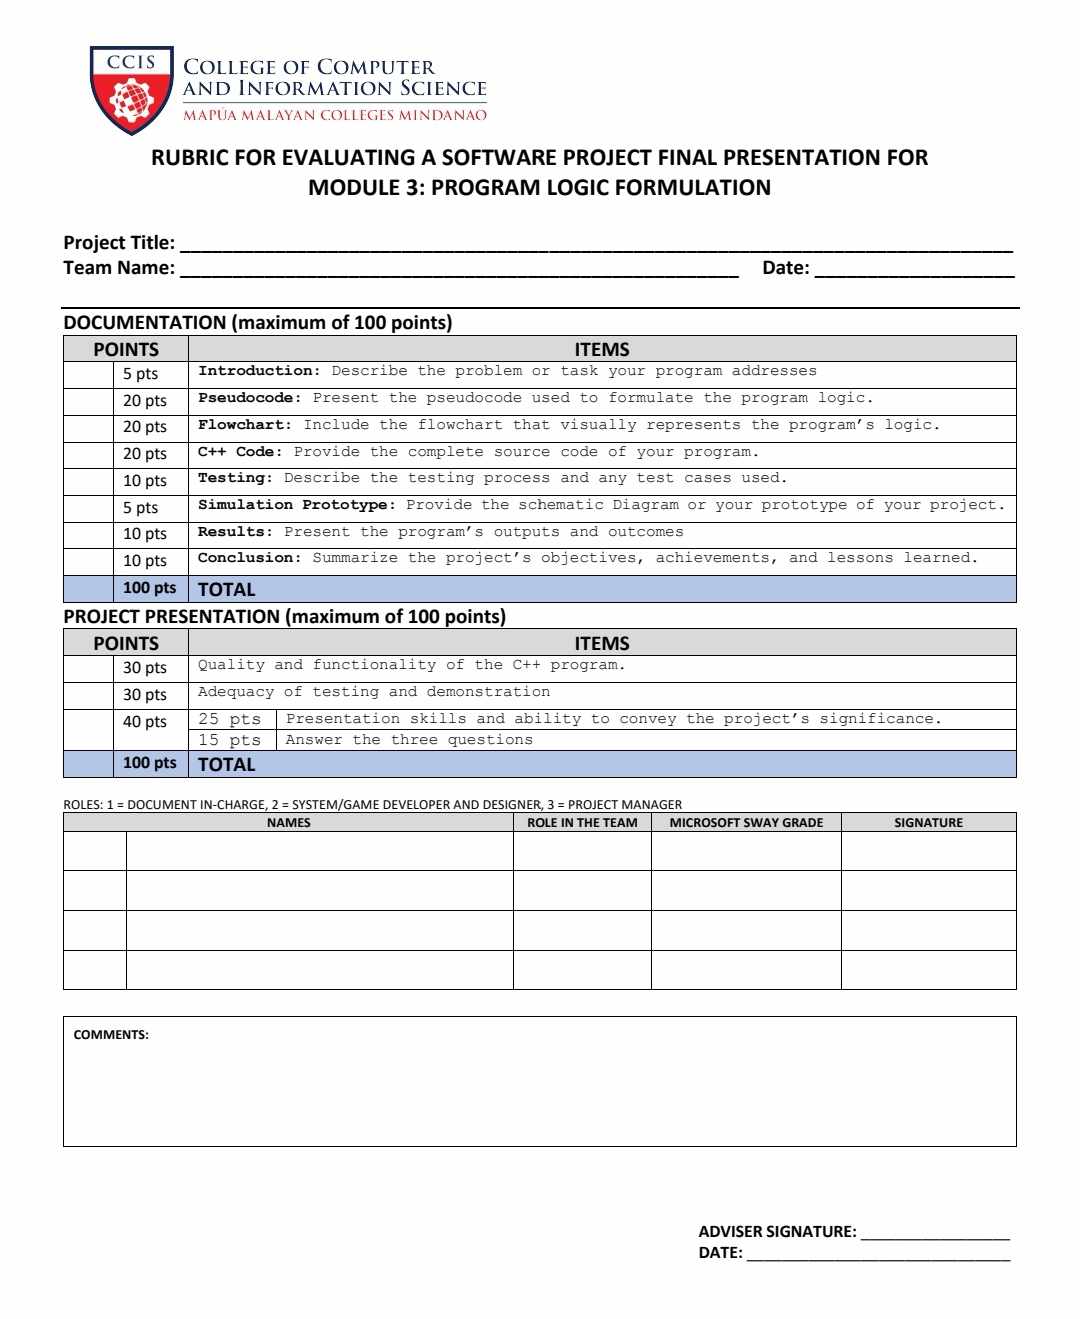 CCIS
COLLEGE OF COMPUTER
AND INFORMATION SCIENCE
MAPÚA MALAYAN COLLEGES MINDANAO
RUBRIC FOR EVALUATING A SOFTWARE PROJECT FINAL PRESENTATION FOR
MODULE 3: PROGRAM LOGIC FORMULATION
Project Title: ______________________________
Team Name: ______________________________ Date: ____________________
DOCUMENTATION (maximum of 100 points)
POINTS ITEMS
5 pts Introduction: Describe the problem or task your program addresses
20 pts Pseudocode: Present the pseudocode used to formulate the program logic.
20 pts Flowchart: Include the flowchart that visually represents the program’s logic.
20 pts C++ Code: Provide the complete source code of your program.
10 pts Testing: Describe the testing process and any test cases used.
5 pts Simulation Prototype: Provide the schematic Diagram or your prototype of your project.
10 pts Results: Present the program’s outputs and outcomes
10 pts Conclusion: Summarize the project’s objectives, achievements, and lessons learned.
100 pts TOTAL
PROJECT PRESENTATION (maximum of 100 points)
POINTS ITEMS
30 pts Quality and functionality of the C++ program.
30 pts Adequacy of testing and demonstration
40 pts 25 pts Presentation skills and ability to convey the project’s significance.
15 pts Answer the three questions
100 pts TOTAL
ROLES: 1 = DOCUMENT IN-CHARGE, 2 = SYSTEM/GAME DEVELOPER AND DESIGNER, 3 = PROJECT MANAGER
NAMES ROLE IN THE TEAM MICROSOFT SWAY GRADE SIGNATURE
COMMENTS:
ADVISER SIGNATURE: _________________
DATE: ______________________________